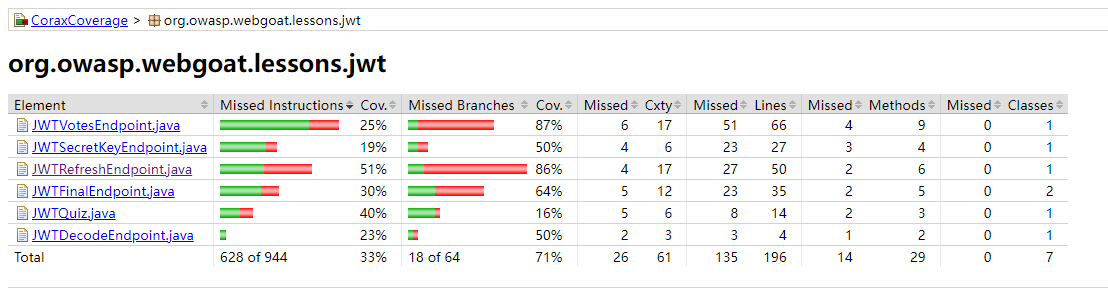 CoraxCoverage > org.owasp.webgoat.lessons.jwt
org.owasp.webgoat.lessons.jwt
Element Missed Instructions Cov. Missed Branches Cov. Missed Cxty Missed Lines Missed Methods Missed Classes
JWTVotesEndpoint.java 25% 87% 6 17 51 66 4 9 0 1
JWTSecretKeyEndpoint.java 19% 50% 4 6 23 27 3 4 0 1
JWTRefreshEndpoint.java 51% 86% 4 17 27 50 2 6 0 1
JWTFinalEndpoint.java 30% 64% 5 12 23 35 2 5 0 2
JWTQuiz.java 40% 16% 5 6 8 14 2 3 0 1
JWTDecodeEndpoint.java 23% 50% 2 3 3 4 1 2 0 1
Total 628 of 944 33% 18 of 64 71% 26 61 135 196 14 29 0 7